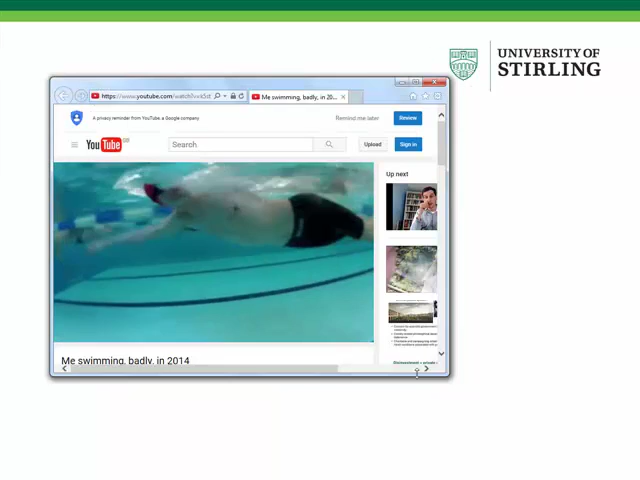 UNIVERSITY OF
STIRLING
https://www.youtube.com/watch?
Me swimming, badly, in 20...
A privacy reminder from YouTube, a Google company
Remind me later
Review
YouTube
Search
Upload
Sign in
Up next
Me swimming, badly, in 2014